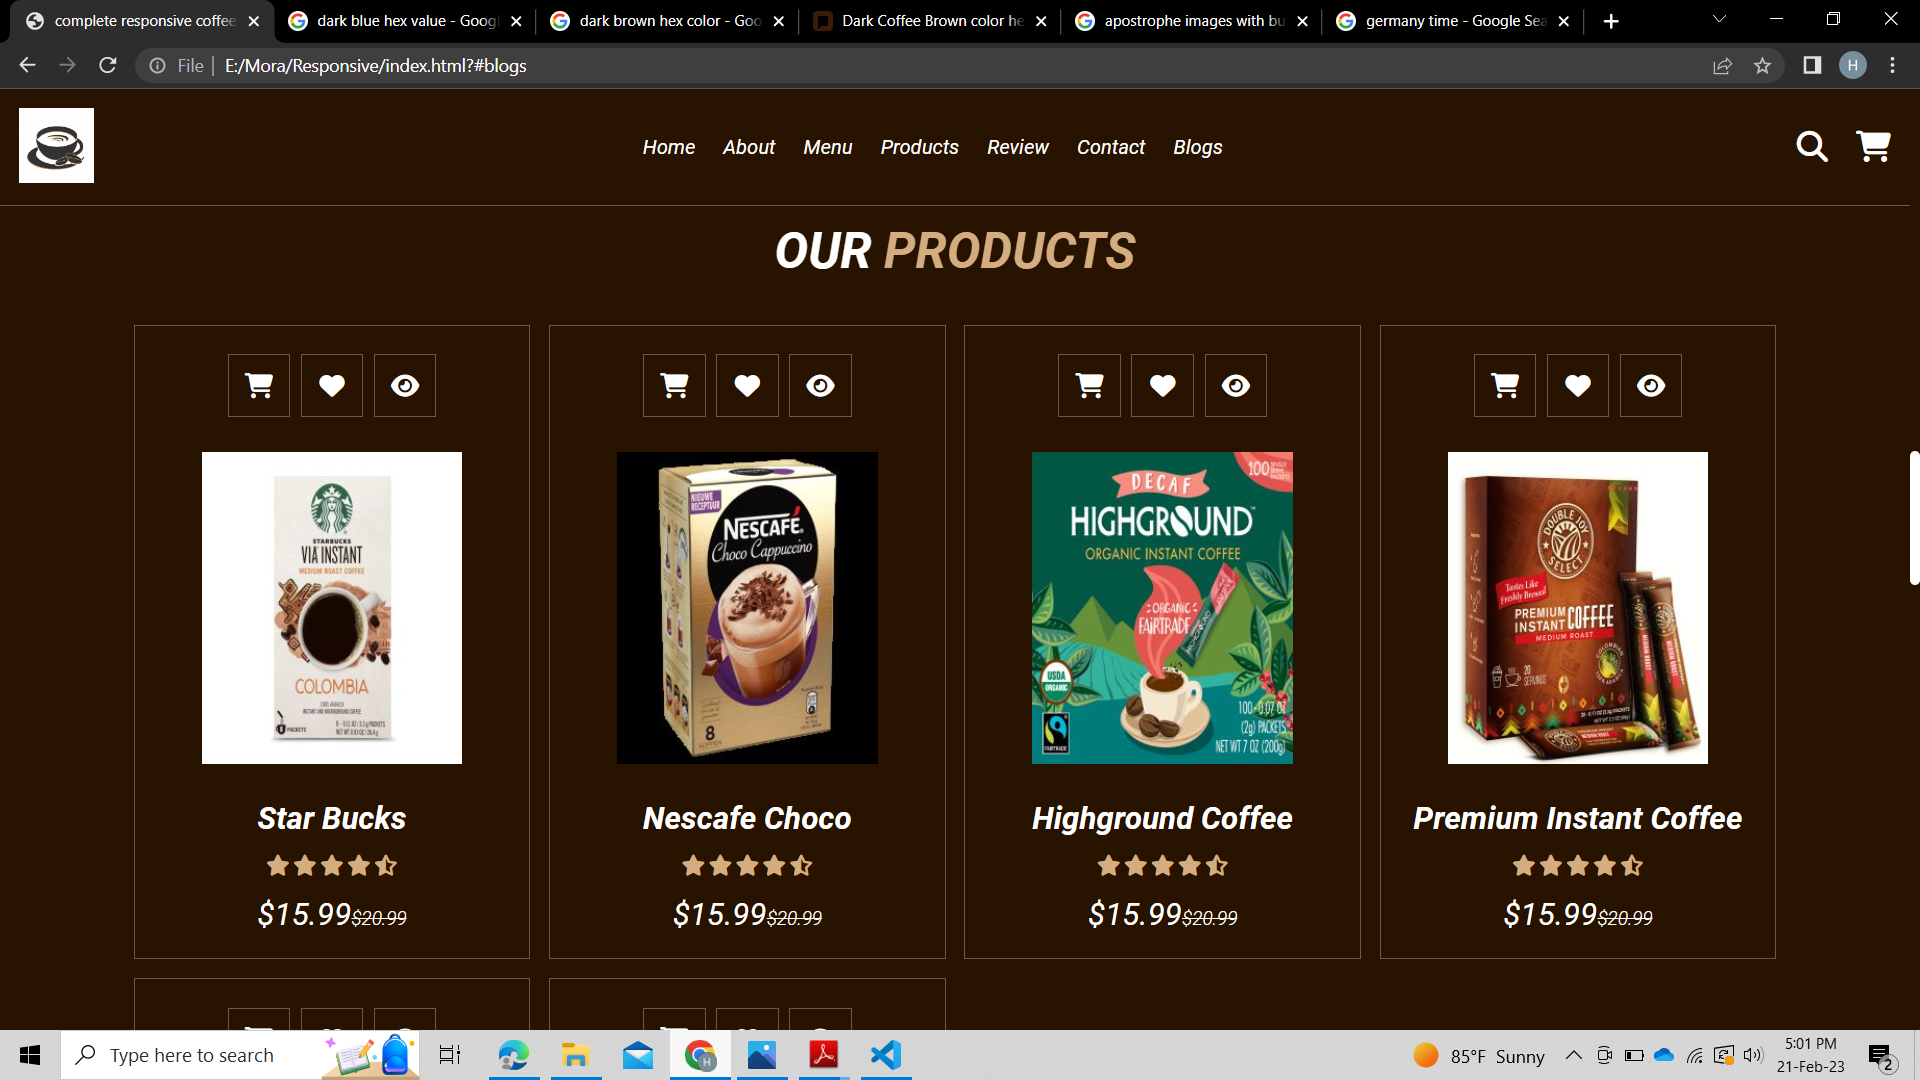 complete responsive coffee
dark blue hex value - Googl
dark brown hex color - Goo
Dark Coffee Brown color he
apostrophe images with bu
germany time - Google Sea
File
E:/Mora/Responsive/index.html?#blogs
H
Home
About
Menu
Products
Review
Contact
Blogs
OUR PRODUCTS
STARBUCKS
VIA INSTANT
MEDIUM ROAST COFFEE
COLOMBIA
100% ARABICA
PACKETS
NIEUWE
RECEPTUUR
NESCAFÉ
Choco Cappuccino
8
DECAF
100
HIGHGROUND
ORGANIC INSTANT COFFEE
ORGANIC
FAIRTRADE
USDA
ORGANIC
FAIRTRADE
100 - 0.07 OZ
(2g) PACKETS
NET WT 7 OZ (200g)
DOUBLE JOY
SELECT
Tastes Like
Freshly Brewed
PREMIUM
INSTANT COFFEE
MEDIUM ROAST
20
SERVINGS
Star Bucks
Nescafe Choco
Highground Coffee
Premium Instant Coffee
$15.99$20.99
$15.99$20.99
$15.99$20.99
$15.99$20.99
Type here to search
H
85°F Sunny
5:01 PM
21-Feb-23
2